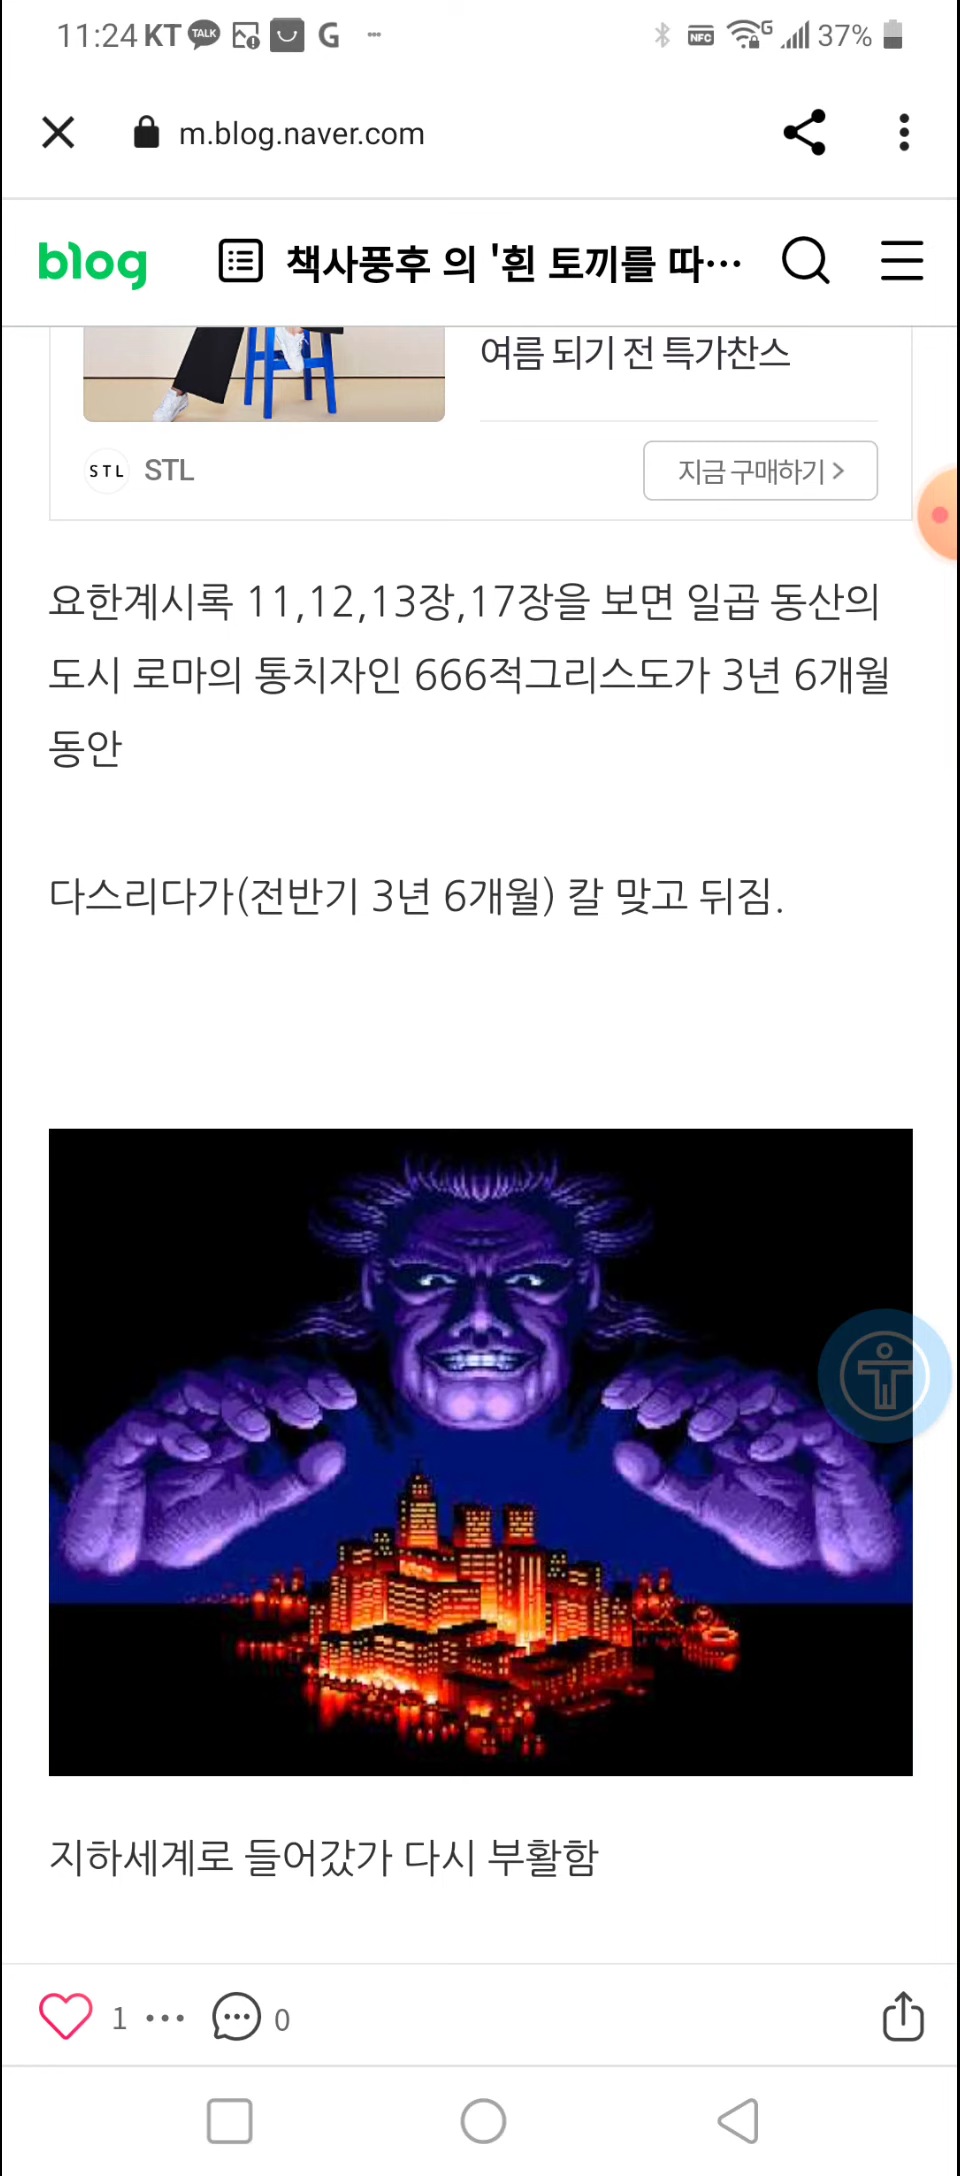 11:24 KT TALK G
NFC G 37%
m.blog.naver.com
blog 책사풍후 의 '흰 토끼를 따…
여름 되기 전 특가찬스
STL STL 지금 구매하기 >
요한계시록 11,12,13장,17장을 보면 일곱 동산의
도시 로마의 통치자인 666적그리스도가 3년 6개월
동안
다스리다가(전반기 3년 6개월) 칼 맞고 뒤짐.
지하세계로 들어갔가 다시 부활함
1 0